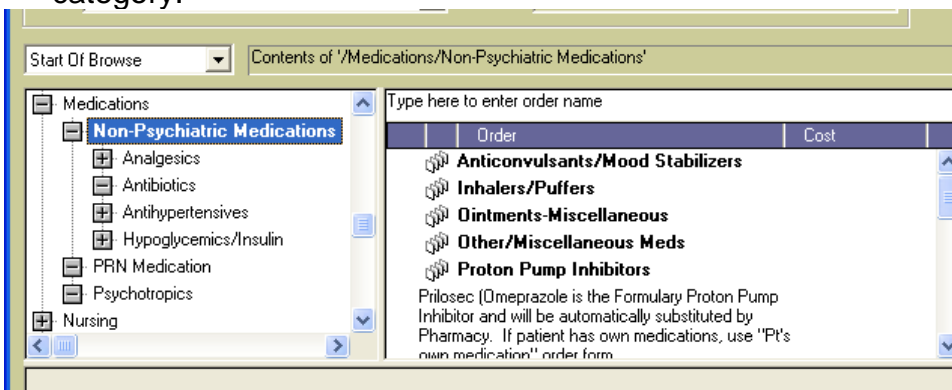 category.
Start Of Browse
Contents of '/Medications/Non-Psychiatric Medications'
Medications
Non-Psychiatric Medications
Analgesics
Antibiotics
Antihypertensives
Hypoglycemics/Insulin
PRN Medication
Psychotropics
Nursing
Type here to enter order name
Order Cost
Anticonvulsants/Mood Stabilizers
Inhalers/Puffers
Ointments-Miscellaneous
Other/Miscellaneous Meds
Proton Pump Inhibitors
Prilosec (Omeprazole is the Formulary Proton Pump
Inhibitor and will be automatically substituted by
Pharmacy. If patient has own medications, use "Pt's
own medication" order form